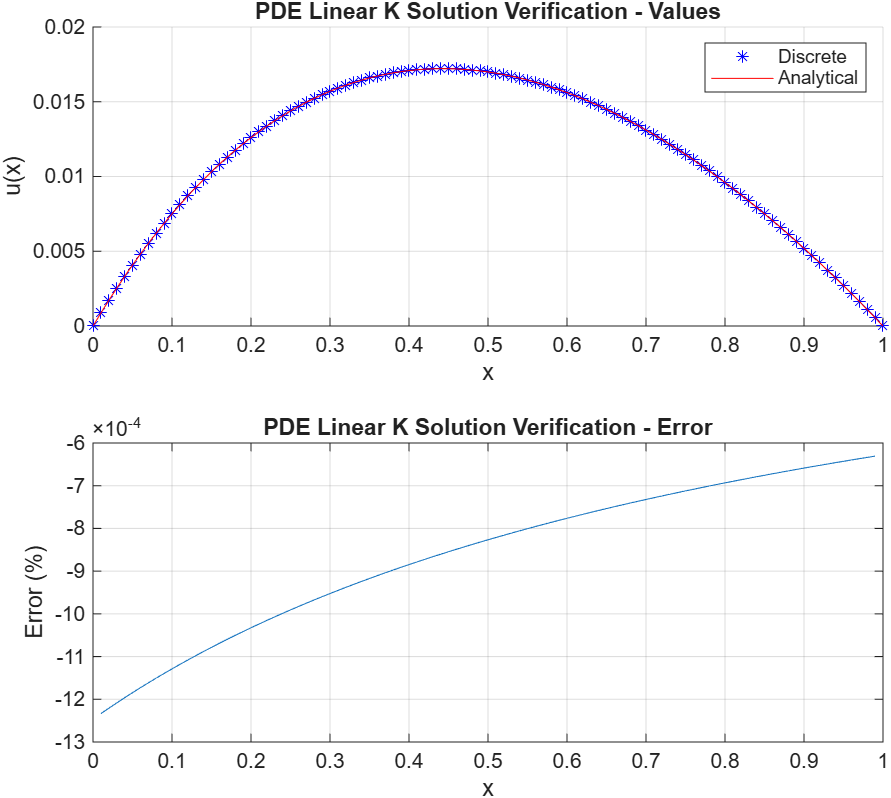 PDE Linear K Solution Verification - Values
0.02
0.015
0.01
0.005
0
u(x)
Discrete
Analytical
0 0.1 0.2 0.3 0.4 0.5 0.6 0.7 0.8 0.9 1
x
×10-4
PDE Linear K Solution Verification - Error
-6
-7
-8
-9
-10
-11
-12
-13
Error (%)
0 0.1 0.2 0.3 0.4 0.5 0.6 0.7 0.8 0.9 1
x